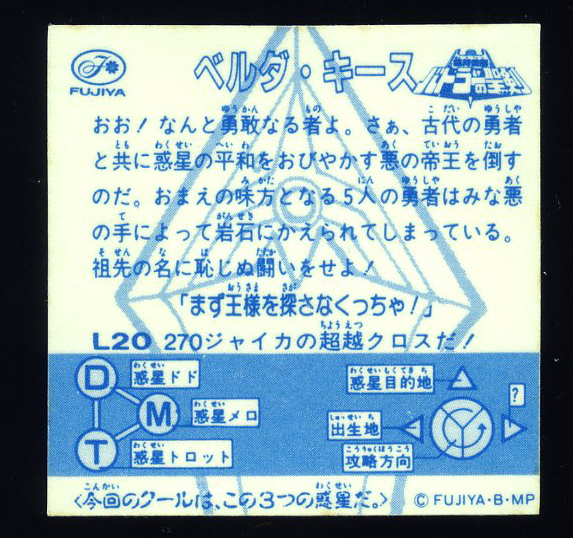 FUJIYA
ベルダ・キース
おお!なんと勇敢なる者よ。さぁ、古代の勇者
と共に惑星の平和をおびやかす悪の帝王を倒す
のだ。おまえの味方となる5人の勇者はみな悪
の手によって岩石にかえられてしまっている。
祖先の名に恥じぬ闘いをせよ!
「まず王様を探さなくっちゃ!」
L20 270ジャイカの超越クロスだ!
D 惑星ドド
M 惑星メロ
T 惑星トロット
惑星目的地
?
出生地
攻略方向
〈今回のクールは、この3つの惑星だ。〉
© FUJIYA・B・MP